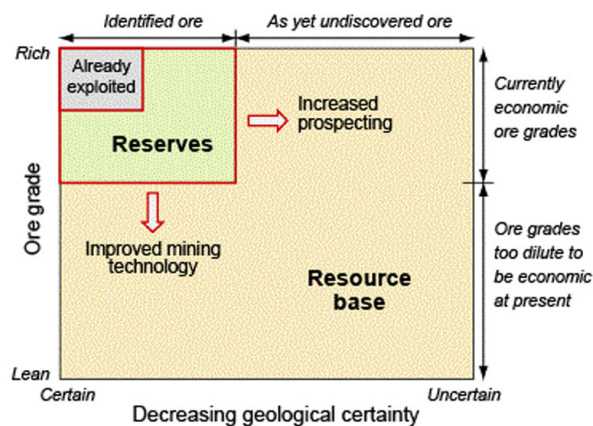 Identified ore
As yet undiscovered ore
Rich
Already
exploited
Reserves
Increased
prospecting
Currently
economic
ore grades
Ore grade
Improved mining
technology
Resource
base
Ore grades
too dilute to
be economic
at present
Lean
Certain
Uncertain
Decreasing geological certainty